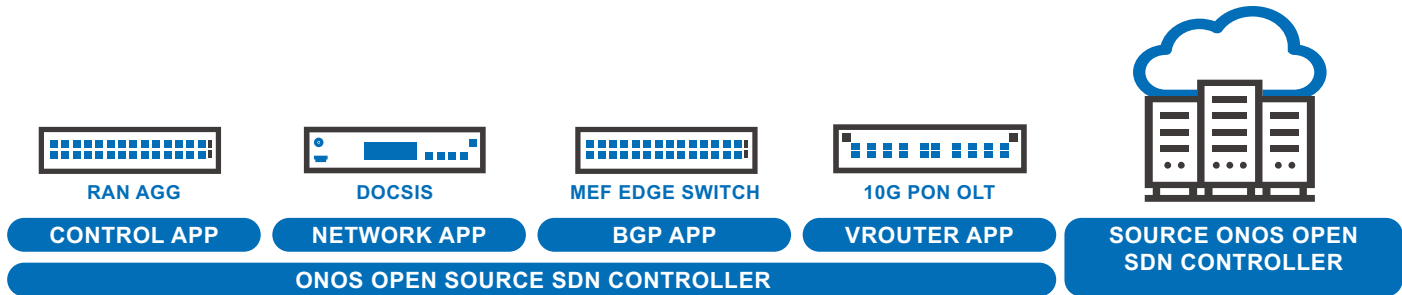 RAN AGG
DOCSIS
MEF EDGE SWITCH
10G PON OLT
CONTROL APP
NETWORK APP
BGP APP
VROUTER APP
SOURCE ONOS OPEN
SDN CONTROLLER
ONOS OPEN SOURCE SDN CONTROLLER